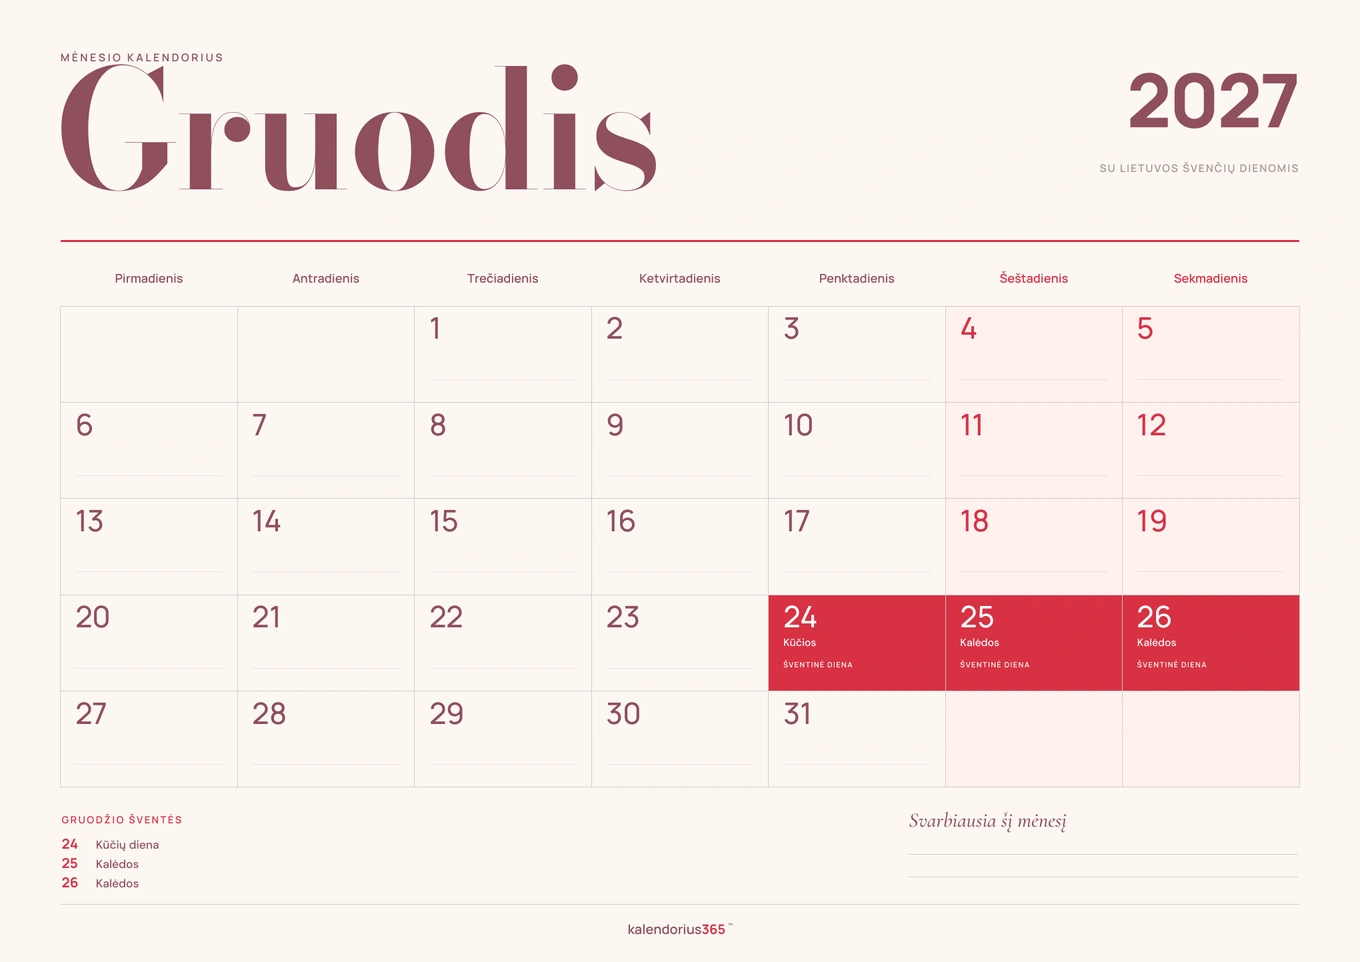 MĖNESIO KALENDORIUS
Gruodis
2027
SU LIETUVOS ŠVENČIŲ DIENOMIS
Pirmadienis Antradienis Trečiadienis Ketvirtadienis Penktadienis Šeštadienis Sekmadienis
1 2 3 4 5
6 7 8 9 10 11 12
13 14 15 16 17 18 19
20 21 22 23 24 25 26
Kūčios Kalėdos Kalėdos
ŠVENTINĖ DIENA ŠVENTINĖ DIENA ŠVENTINĖ DIENA
27 28 29 30 31
GRUODŽIO ŠVENTĖS
24 Kūčių diena
25 Kalėdos
26 Kalėdos
Svarbiausia šį mėnesį
kalendorius365™